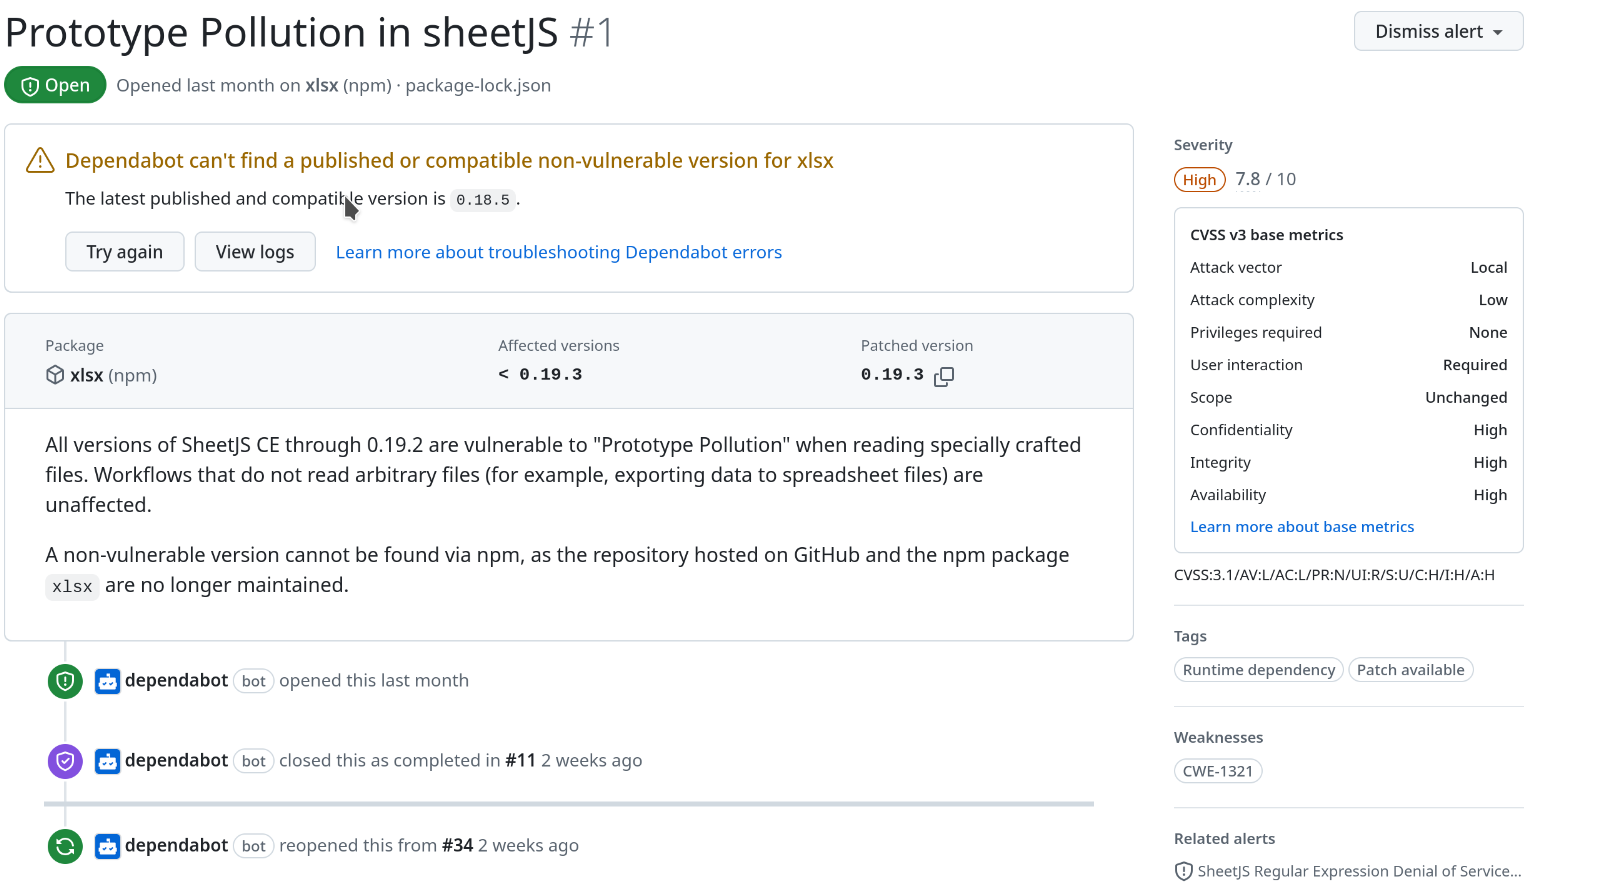 Prototype Pollution in sheetJS #1
Dismiss alert
Open
Opened last month on xlsx (npm) · package-lock.json
Dependabot can't find a published or compatible non-vulnerable version for xlsx
The latest published and compatible version is 0.18.5.
Try again
View logs
Learn more about troubleshooting Dependabot errors
Package
Affected versions
Patched version
xlsx (npm)
< 0.19.3
0.19.3
All versions of SheetJS CE through 0.19.2 are vulnerable to "Prototype Pollution" when reading specially crafted
files. Workflows that do not read arbitrary files (for example, exporting data to spreadsheet files) are
unaffected.
A non-vulnerable version cannot be found via npm, as the repository hosted on GitHub and the npm package
xlsx are no longer maintained.
dependabot bot opened this last month
dependabot bot closed this as completed in #11 2 weeks ago
dependabot bot reopened this from #34 2 weeks ago
Severity
High 7.8 / 10
CVSS v3 base metrics
Attack vector Local
Attack complexity Low
Privileges required None
User interaction Required
Scope Unchanged
Confidentiality High
Integrity High
Availability High
Learn more about base metrics
CVSS:3.1/AV:L/AC:L/PR:N/UI:R/S:U/C:H/I:H/A:H
Tags
Runtime dependency
Patch available
Weaknesses
CWE-1321
Related alerts
SheetJS Regular Expression Denial of Service...